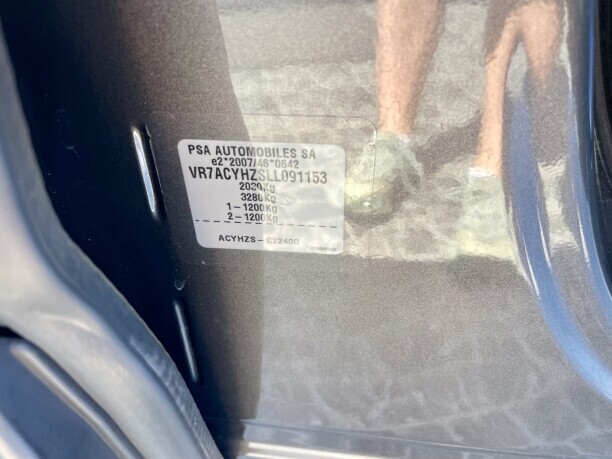 PSA AUTOMOBILES SA
e2*2007/46*0642
VR7ACYHZSLL091153
2030Kg
3280Kg
1 - 1200Kg
2 - 1200Kg
ACYHZS - C22400